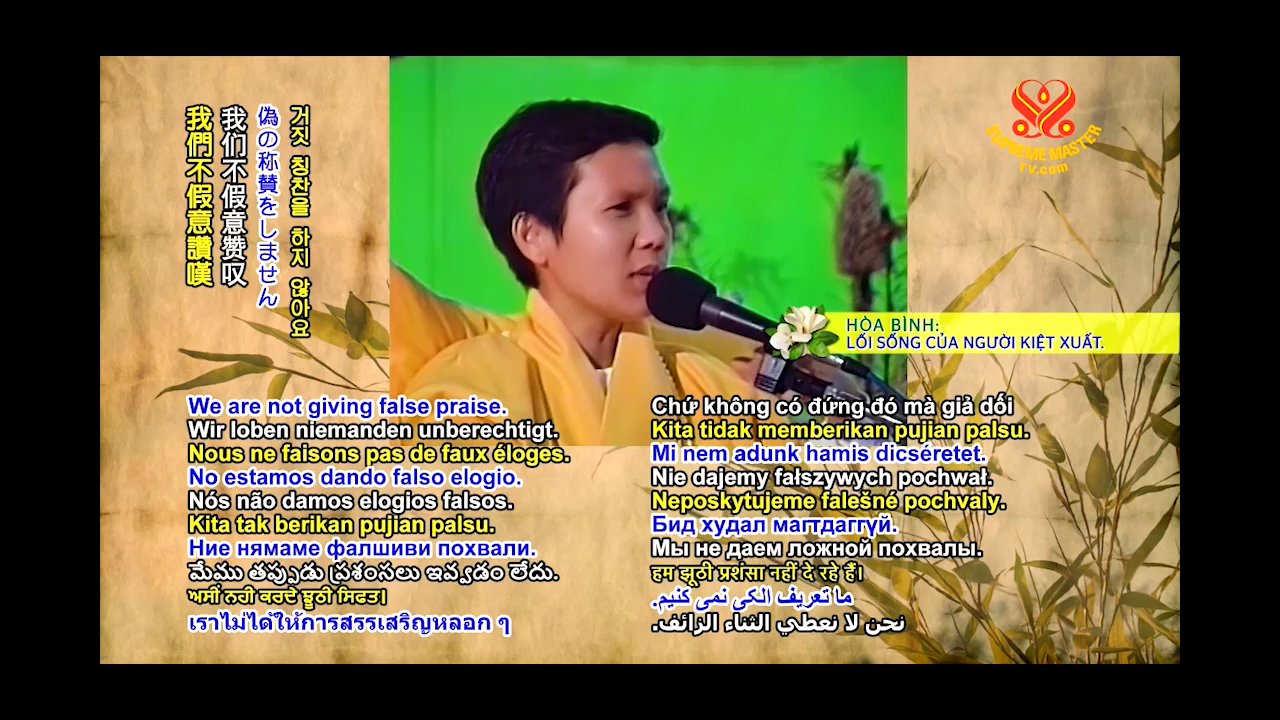 我們不假意讚嘆
我们不假意赞叹
偽の称賛をしません
거짓 칭찬을 하지 않아요
SUPREME MASTER
TV.com
HÒA BÌNH:
LỐI SỐNG CỦA NGƯỜI KIỆT XUẤT.
We are not giving false praise.
Wir loben niemanden unberechtigt.
Nous ne faisons pas de faux éloges.
No estamos dando falso elogio.
Nós não damos elogios falsos.
Kita tak berikan pujian palsu.
Ние нямаме фалшиви похвали.
మేము తప్పుడు ప్రశంసలు ఇవ్వడం లేదు.
ਅਸੀਂ ਨਹੀ ਕਰਦੇ ਝੂਠੀ ਸਿਫਤ।
เราไม่ได้ให้การสรรเสริญหลอก ๆ
Chứ không có đứng đó mà giả dối
Kita tidak memberikan pujian palsu.
Mi nem adunk hamis dicséretet.
Nie dajemy fałszywych pochwał.
Neposkytujeme falešné pochvaly.
Бид худал магтдаггүй.
Мы не даем ложной похвалы.
हम झूठी प्रशंसा नहीं दे रहे हैं।
ما تعریف الکی نمی کنیم.
نحن لا نعطي الثناء الزائف.